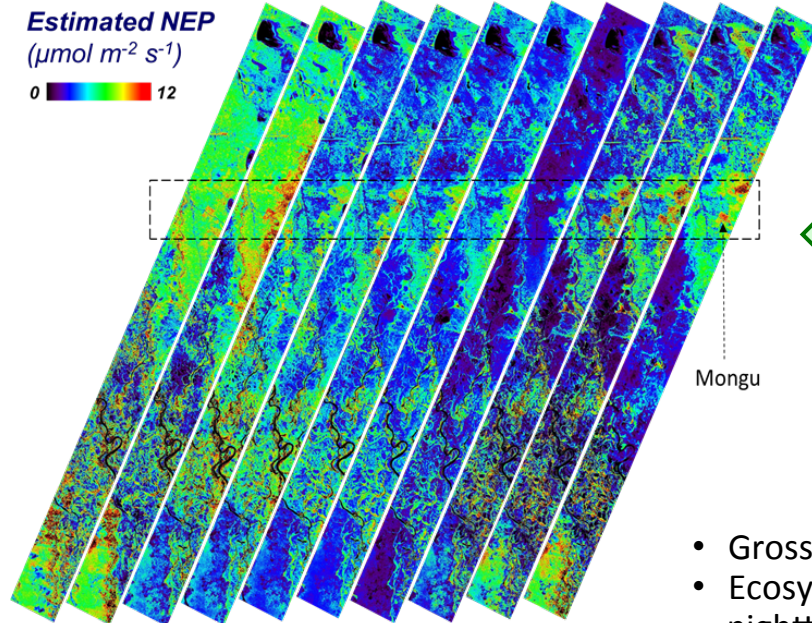 Estimated NEP
(μmol m⁻² s⁻¹)
0 12
Mongu
• Gross
• Ecosy